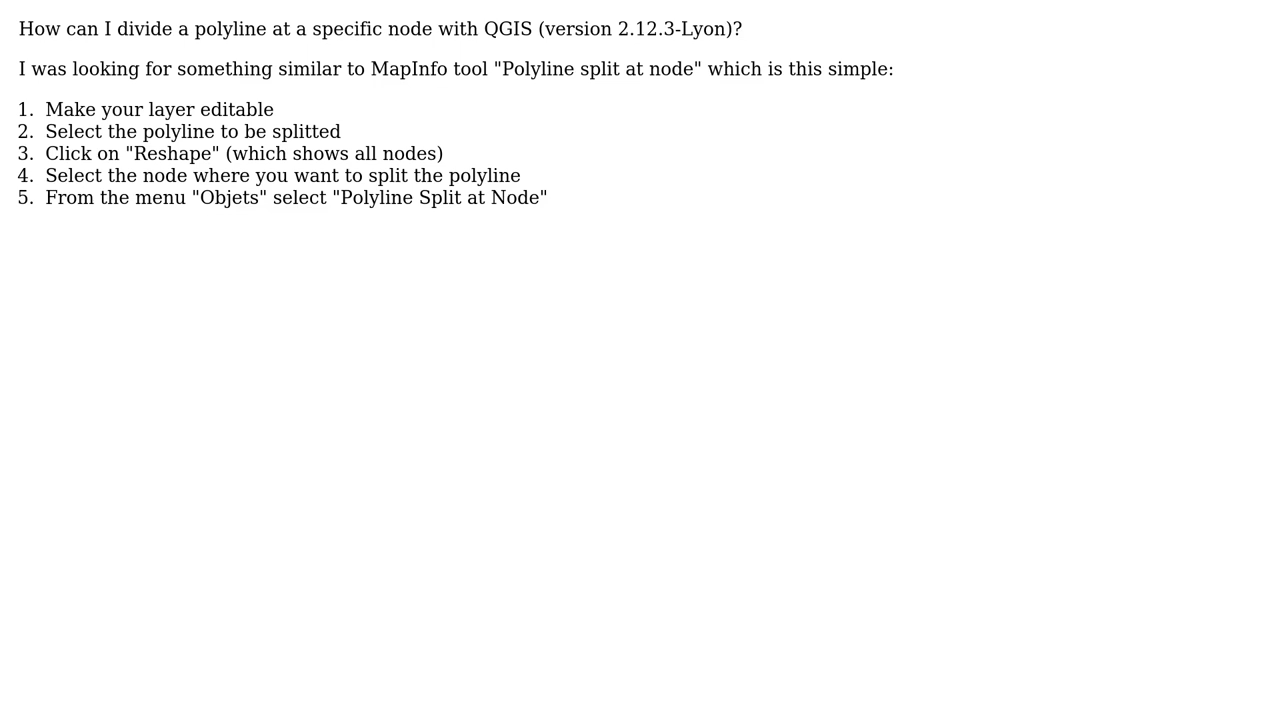 How can I divide a polyline at a specific node with QGIS (version 2.12.3-Lyon)?
I was looking for something similar to MapInfo tool "Polyline split at node" which is this simple:
1. Make your layer editable
2. Select the polyline to be splitted
3. Click on "Reshape" (which shows all nodes)
4. Select the node where you want to split the polyline
5. From the menu "Objets" select "Polyline Split at Node"